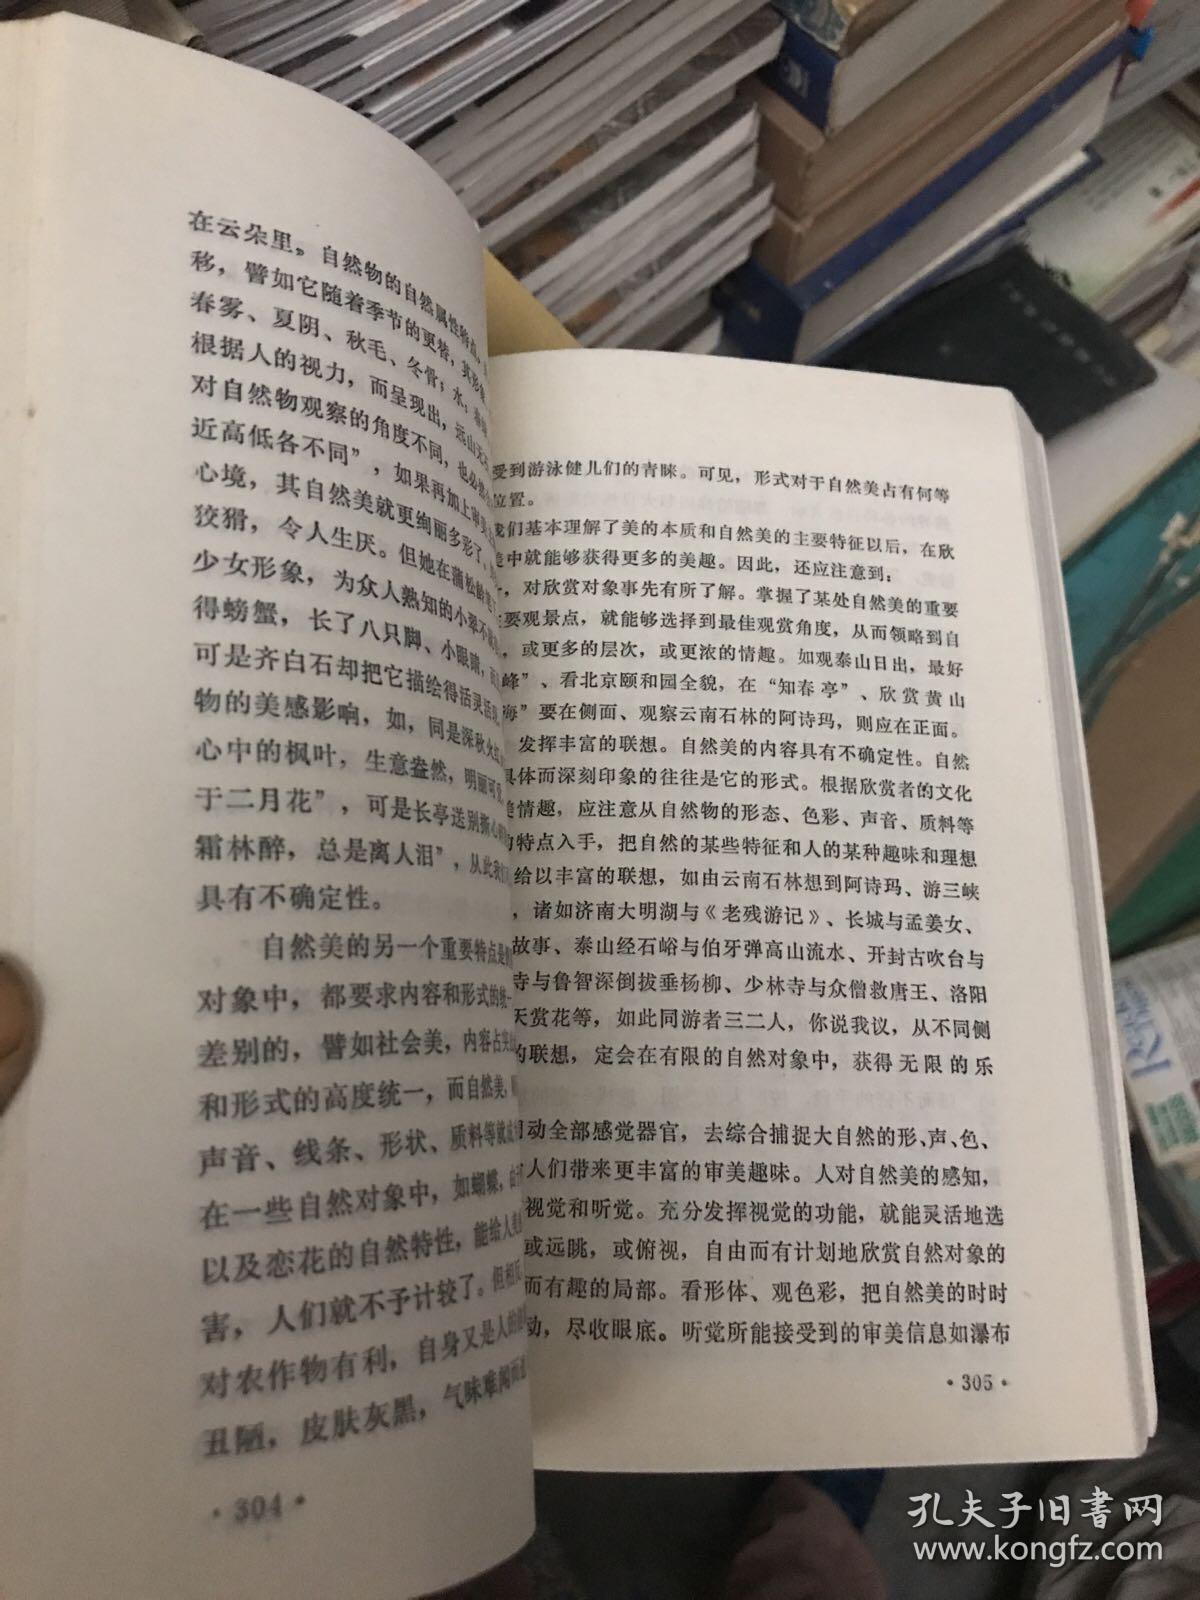 在云朵里。自然物的自然属性特点，
移，譬如它随着季节的更替，其形象
春雾、夏阴、秋毛、冬骨；水，春绿
根据人的视力，而呈现出，远山无石
对自然物观察的角度不同，也必然
近高低各不同”，如果再加上审美
心境，其自然美就更绚丽多彩了，
狡猾，令人生厌。但她在蒲松龄笔
少女形象，为众人熟知的小翠不
得螃蟹，长了八只脚、小眼睛，
可是齐白石却把它描绘得活灵活现
物的美感影响，如，同是深秋火红
心中的枫叶，生意盎然，明丽可
于二月花”，可是长亭送别撕心
霜林醉，总是离人泪”，从此我们
具有不确定性。
自然美的另一个重要特点是
对象中，都要求内容和形式的统一
差别的，譬如社会美，内容占突
和形式的高度统一，而自然美，
声音、线条、形状、质料等就成
在一些自然对象中，如蝴蝶，由于
以及恋花的自然特性，能给人
害，人们就不予计较了。但相反
对农作物有利，自身又是人的
丑陋，皮肤灰黑，气味难闻而
·304·
受到游泳健儿们的青睐。可见，形式对于自然美占有何等
位置。
我们基本理解了美的本质和自然美的主要特征以后，在欣
中就能够获得更多的美趣。因此，还应注意到：
，对欣赏对象事先有所了解。掌握了某处自然美的重要
主要观景点，就能够选择到最佳观赏角度，从而领略到自
，或更多的层次，或更浓的情趣。如观泰山日出，最好
峰”、看北京颐和园全貌，在“知春亭”、欣赏黄山
海”要在侧面、观察云南石林的阿诗玛，则应在正面。
发挥丰富的联想。自然美的内容具有不确定性。自然
具体而深刻印象的往往是它的形式。根据欣赏者的文化
情趣，应注意从自然物的形态、色彩、声音、质料等
的特点入手，把自然的某些特征和人的某种趣味和理想
给以丰富的联想，如由云南石林想到阿诗玛、游三峡
，诸如济南大明湖与《老残游记》、长城与孟姜女、
故事、泰山经石峪与伯牙弹高山流水、开封古吹台与
寺与鲁智深倒拔垂杨柳、少林寺与众僧救唐王、洛阳
天赏花等，如此同游者三二人，你说我议，从不同侧
的联想，定会在有限的自然对象中，获得无限的乐
动全部感觉器官，去综合捕捉大自然的形、声、色、
人们带来更丰富的审美趣味。人对自然美的感知，
视觉和听觉。充分发挥视觉的功能，就能灵活地选
或远眺，或俯视，自由而有计划地欣赏自然对象的
而有趣的局部。看形体、观色彩，把自然美的时时
动，尽收眼底。听觉所能接受到的审美信息如瀑布
·305·
孔夫子旧书网
www.kongfz.com